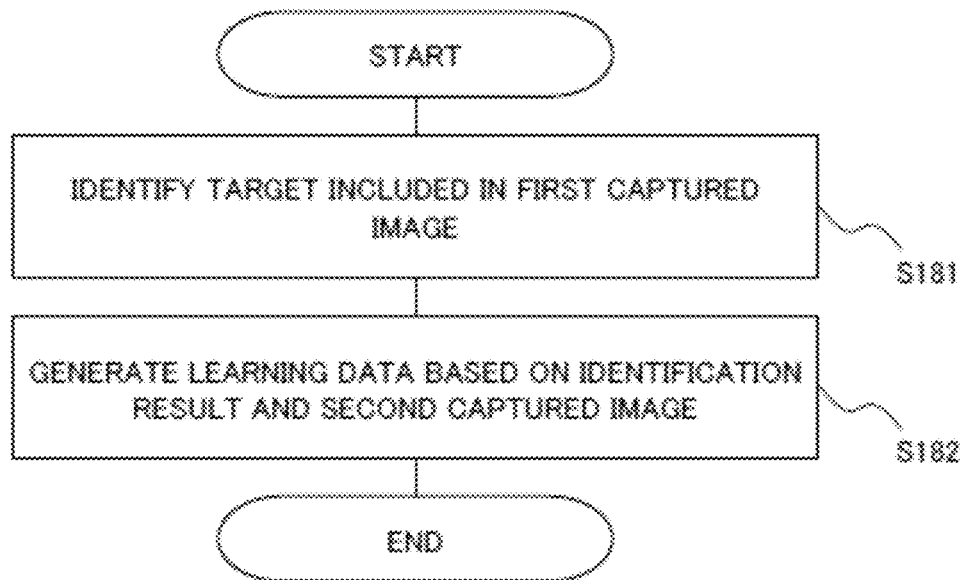 START
IDENTIFY TARGET INCLUDED IN FIRST CAPTURED
IMAGE
S181
GENERATE LEARNING DATA BASED ON IDENTIFICATION
RESULT AND SECOND CAPTURED IMAGE
S182
END